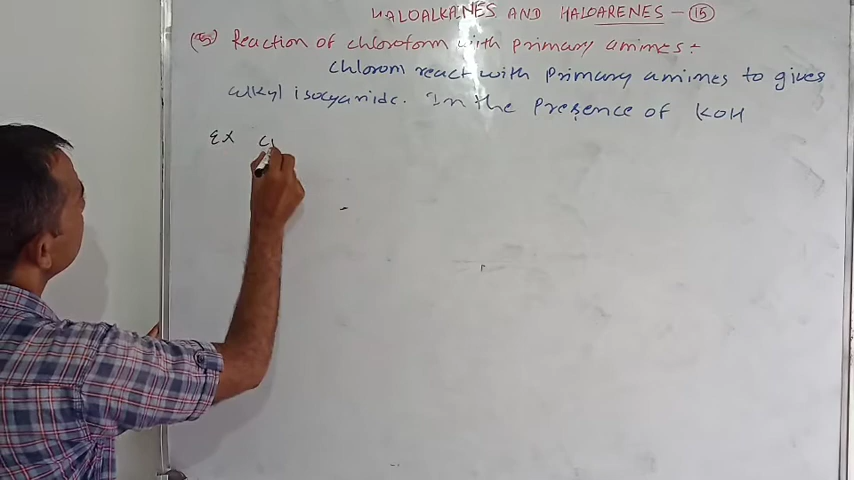 HALOALKANES AND HALOARENES - 15
Reaction of chloroform with primary amines:
chlorom react with primary amines to gives
alkyl isocyanide. In the presence of KOH
Ex